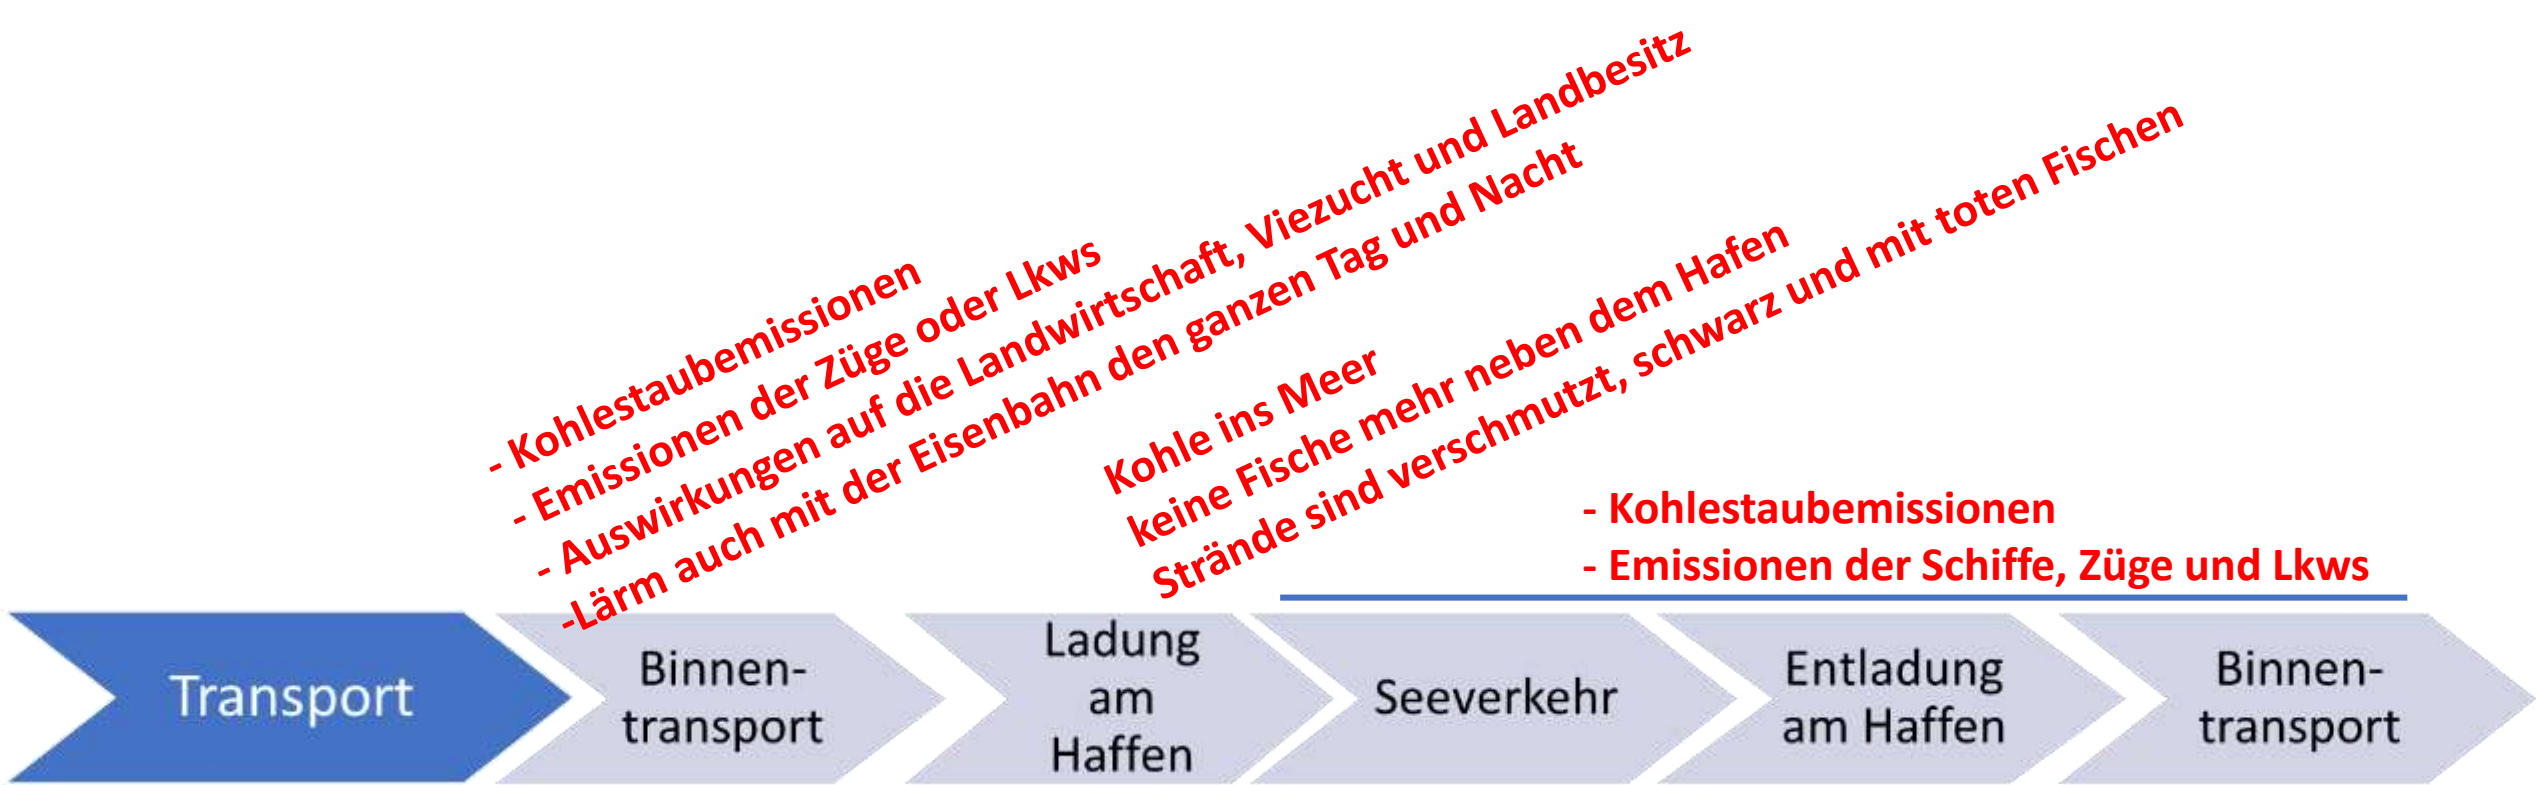 - Kohlestaubemissionen
- Emissionen der Züge oder Lkws
- Auswirkungen auf die Landwirtschaft, Viezucht und Landbesitz
-Lärm auch mit der Eisenbahn den ganzen Tag und Nacht
Kohle ins Meer
keine Fische mehr neben dem Hafen
Strände sind verschmutzt, schwarz und mit toten Fischen
- Kohlestaubemissionen
- Emissionen der Schiffe, Züge und Lkws
Transport
Binnen-
transport
Ladung
am
Haffen
Seeverkehr
Entladung
am Haffen
Binnen-
transport